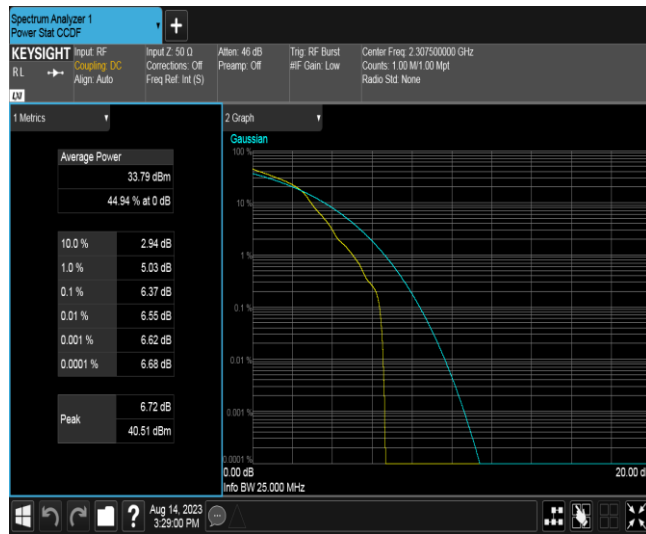 Spectrum Analyzer 1
Power Stat CCDF
+
KEYSIGHT
RL
LXI
Input: RF
Coupling: DC
Align: Auto
Input Z: 50 Ω
Corrections: Off
Freq Ref: Int (S)
Atten: 46 dB
Preamp: Off
Trig: RF Burst
#IF Gain: Low
Center Freq: 2.307500000 GHz
Counts: 1.00 M/1.00 Mpt
Radio Std: None
1 Metrics
Average Power
33.79 dBm
44.94 % at 0 dB
10.0 % 2.94 dB
1.0 % 5.03 dB
0.1 % 6.37 dB
0.01 % 6.55 dB
0.001 % 6.62 dB
0.0001 % 6.68 dB
Peak
6.72 dB
40.51 dBm
2 Graph
Gaussian
100 %
10 %
1 %
0.1 %
0.01 %
0.001 %
0.0001 %
0.00 dB
20.00 d
Info BW 25.000 MHz
?
Aug 14, 2023
3:29:00 PM